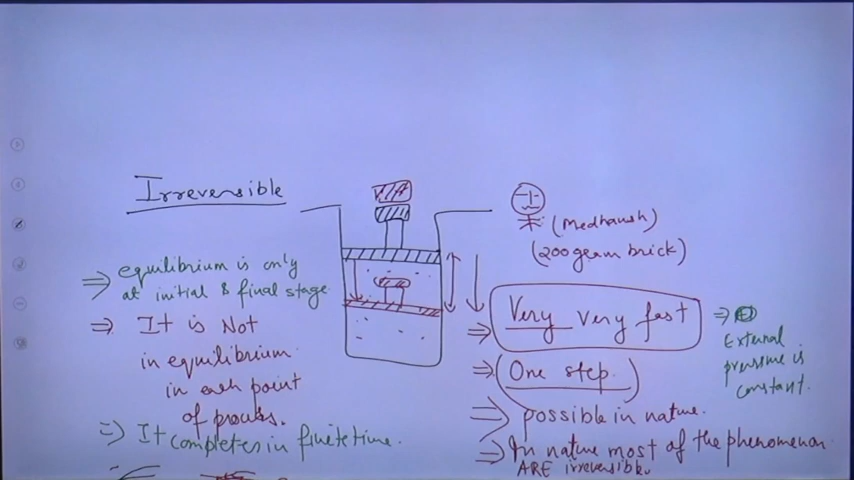 Irreversible
⇒ equilibrium is only
at initial & final stage
⇒ It is Not
in equilibrium
in each point
of process.
⇒ It completes in finite time.
(Medhansh)
(200 gram brick)
⇒ Very very fast
⇒ One step.
⇒ possible in nature.
⇒ In nature most of the phenomenon
ARE irreversible.
⇒
External
pressure is
constant.